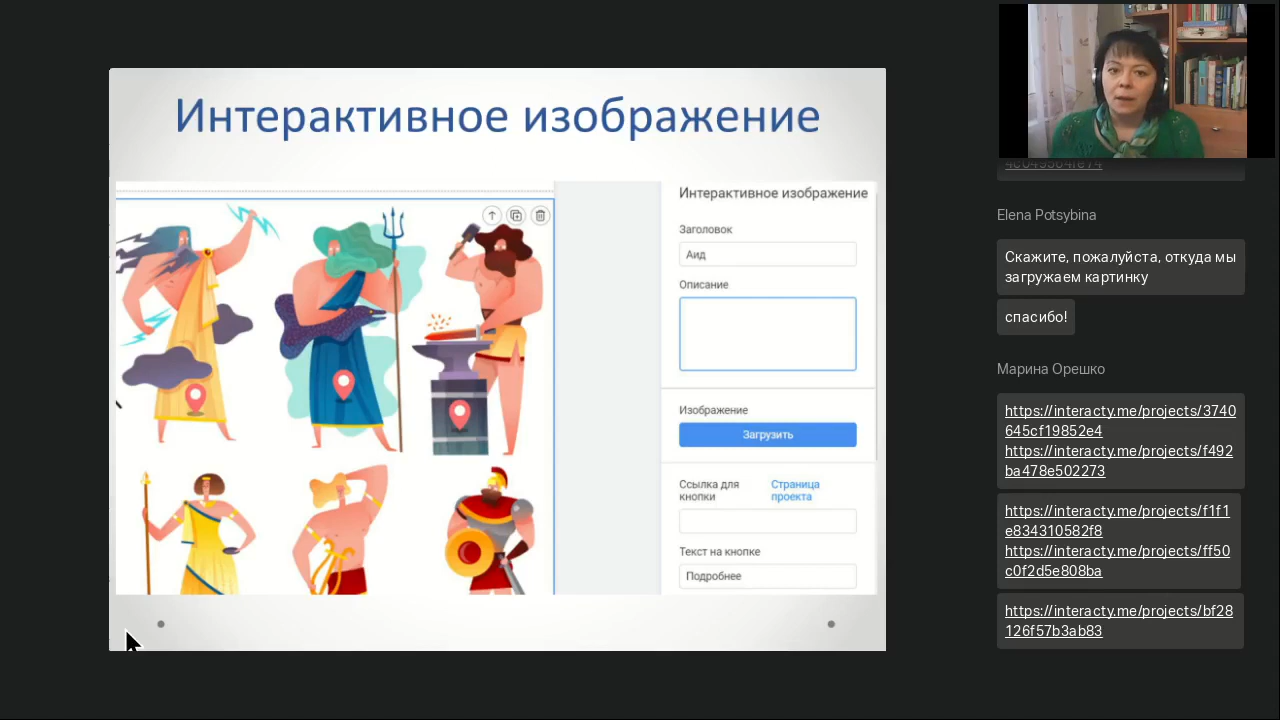 Интерактивное изображение
Интерактивное изображение
Заголовок
Аид
Описание
Изображение
Загрузить
Ссылка для
кнопки
Страница
проекта
Текст на кнопке
Подробнее
Elena Potsybina
Скажите, пожалуйста, откуда мы
загружаем картинку
спасибо!
Марина Орешко
https://interacty.me/projects/3740
645cf19852e4
https://interacty.me/projects/f492
ba478e502273
https://interacty.me/projects/f1f1
e834310582f8
https://interacty.me/projects/ff50
c0f2d5e808ba
https://interacty.me/projects/bf28
126f57b3ab83